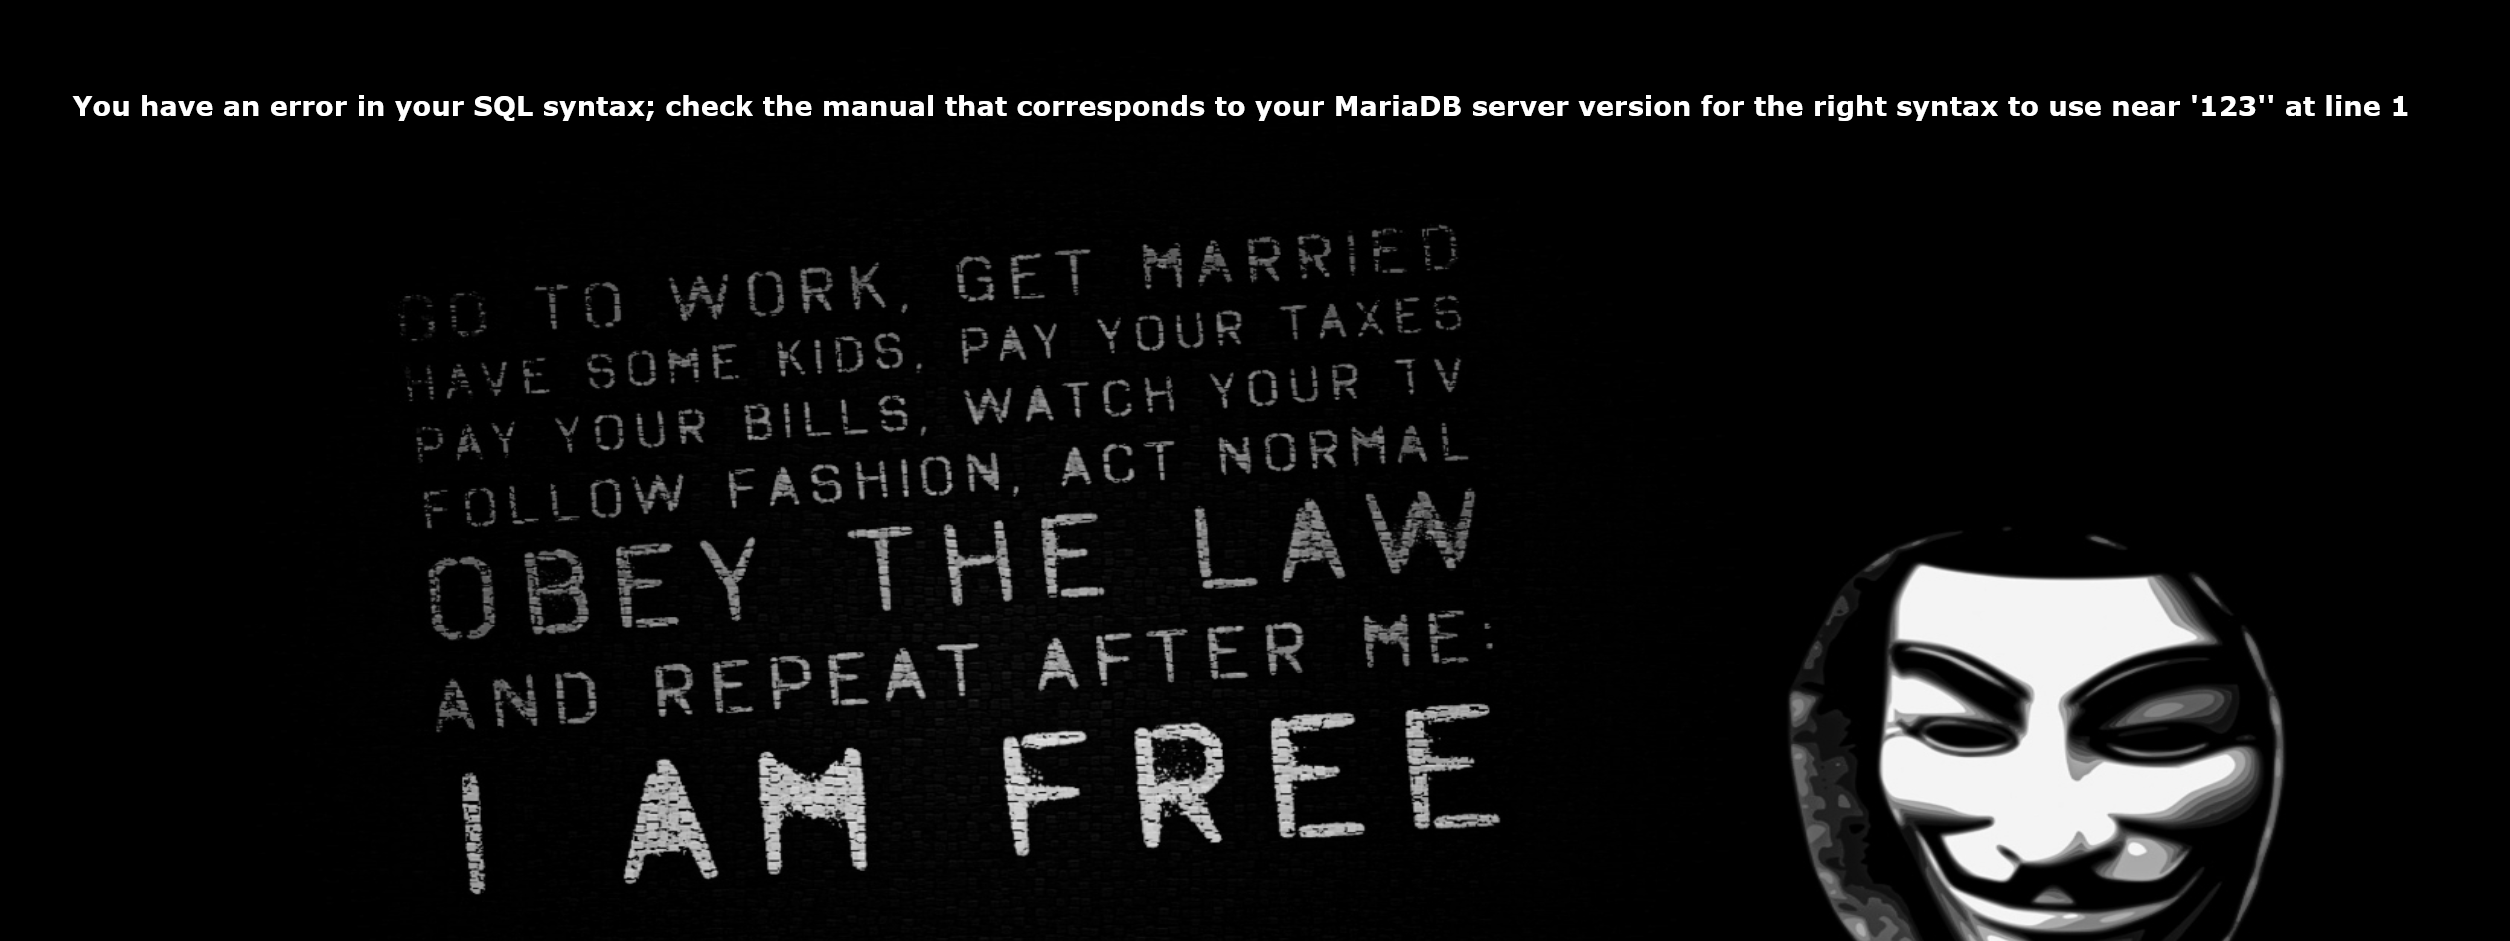 You have an error in your SQL syntax; check the manual that corresponds to your MariaDB server version for the right syntax to use near '123'' at line 1
GO TO WORK, GET MARRIED
HAVE SOME KIDS, PAY YOUR TAXES
PAY YOUR BILLS, WATCH YOUR TV
FOLLOW FASHION, ACT NORMAL
OBEY THE LAW
AND REPEAT AFTER ME:
I AM FREE